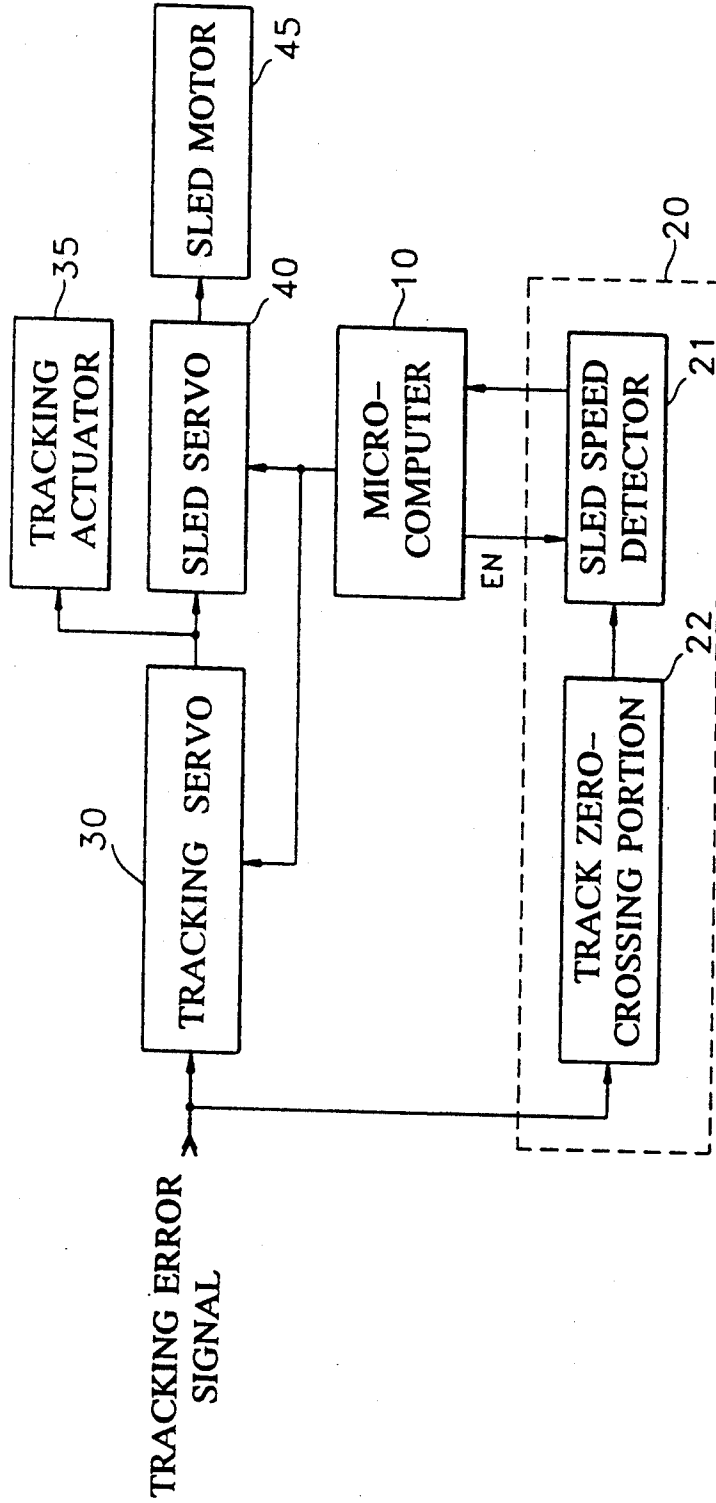 TRACKING ERROR
SIGNAL
30
TRACKING SERVO
TRACKING
ACTUATOR
35
SLED SERVO
40
SLED MOTOR
45
MICRO-
COMPUTER
10
EN
20
TRACK ZERO-
CROSSING PORTION
22
SLED SPEED
DETECTOR
21